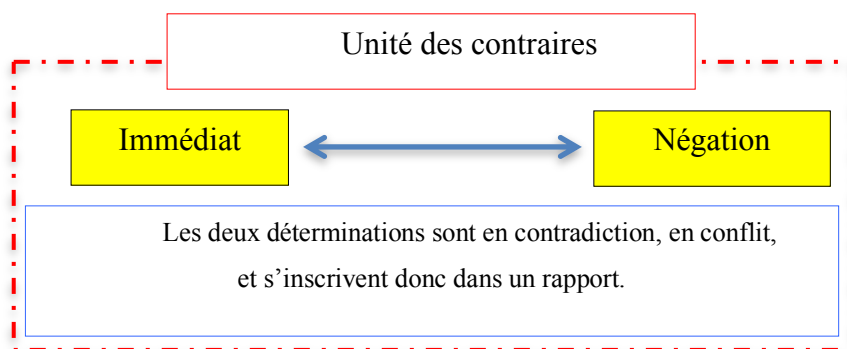 Unité des contraires
Immédiat
Négation
Les deux déterminations sont en contradiction, en conflit,
et s’inscrivent donc dans un rapport.